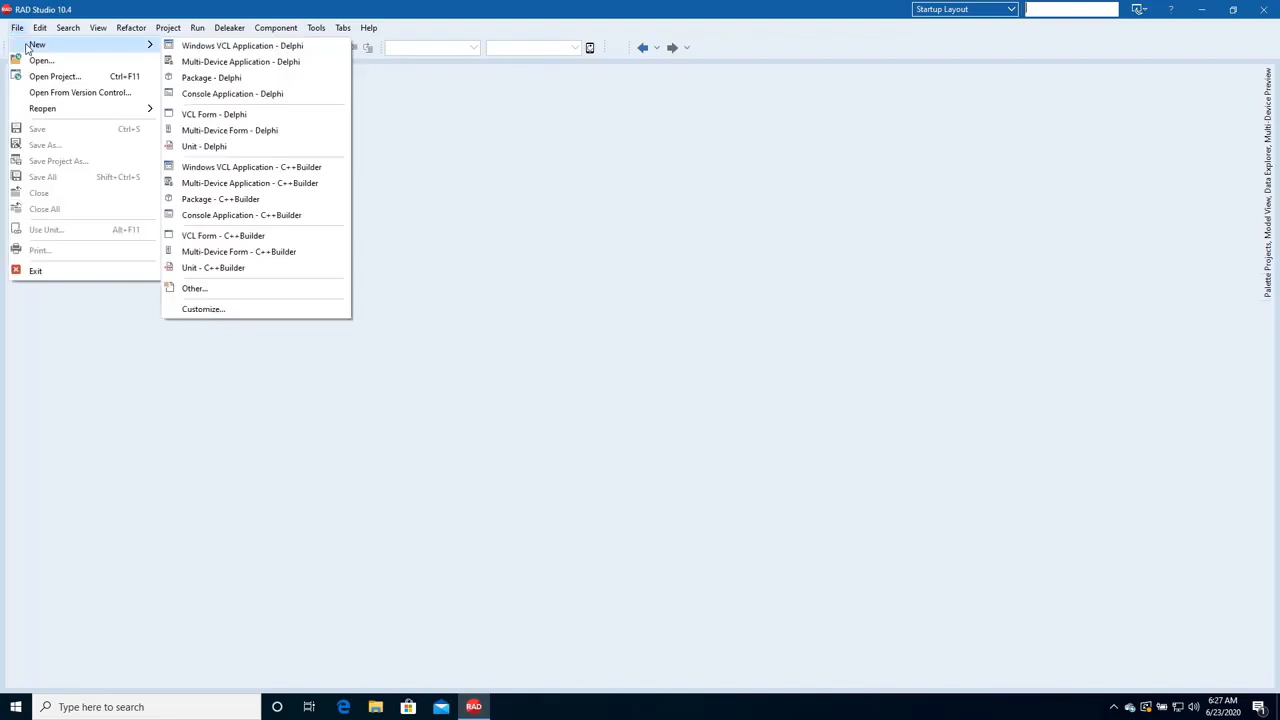 RAD Studio 10.4
Startup Layout
?
File Edit Search View Refactor Project Run Deleaker Component Tools Tabs Help
New
Open...
Open Project... Ctrl+F11
Open From Version Control...
Reopen
Save Ctrl+S
Save As...
Save Project As...
Save All Shift+Ctrl+S
Close
Close All
Use Unit... Alt+F11
Print...
Exit
Windows VCL Application - Delphi
Multi-Device Application - Delphi
Package - Delphi
Console Application - Delphi
VCL Form - Delphi
Multi-Device Form - Delphi
Unit - Delphi
Windows VCL Application - C++Builder
Multi-Device Application - C++Builder
Package - C++Builder
Console Application - C++Builder
VCL Form - C++Builder
Multi-Device Form - C++Builder
Unit - C++Builder
Other...
Customize...
Palette Projects, Model View, Data Explorer, Multi-Device Preview
Type here to search
RAD
6:27 AM
6/23/2020